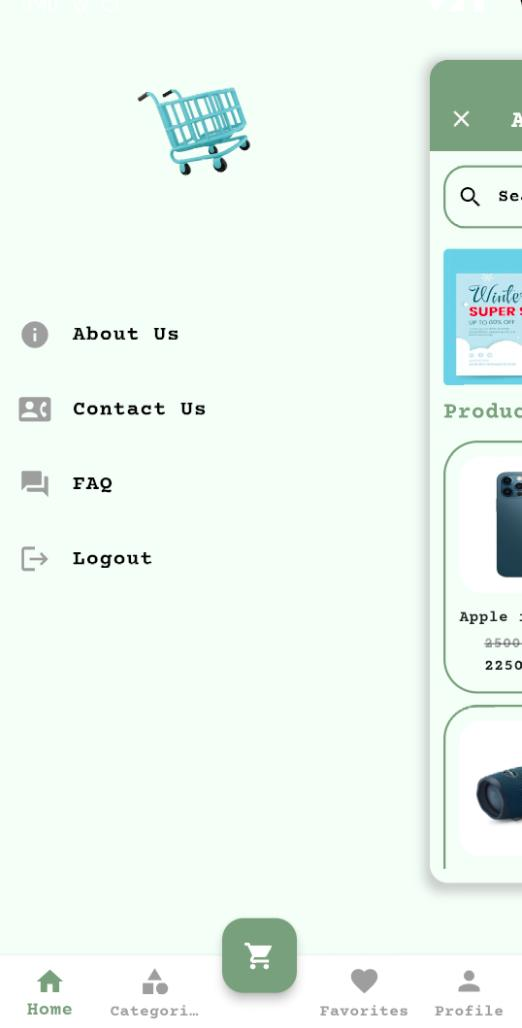 About Us
Contact Us
FAQ
Logout
Winter
SUPER S
UP TO 60% OFF
Produc
Apple
2500
2250
Home
Categori…
Favorites
Profile